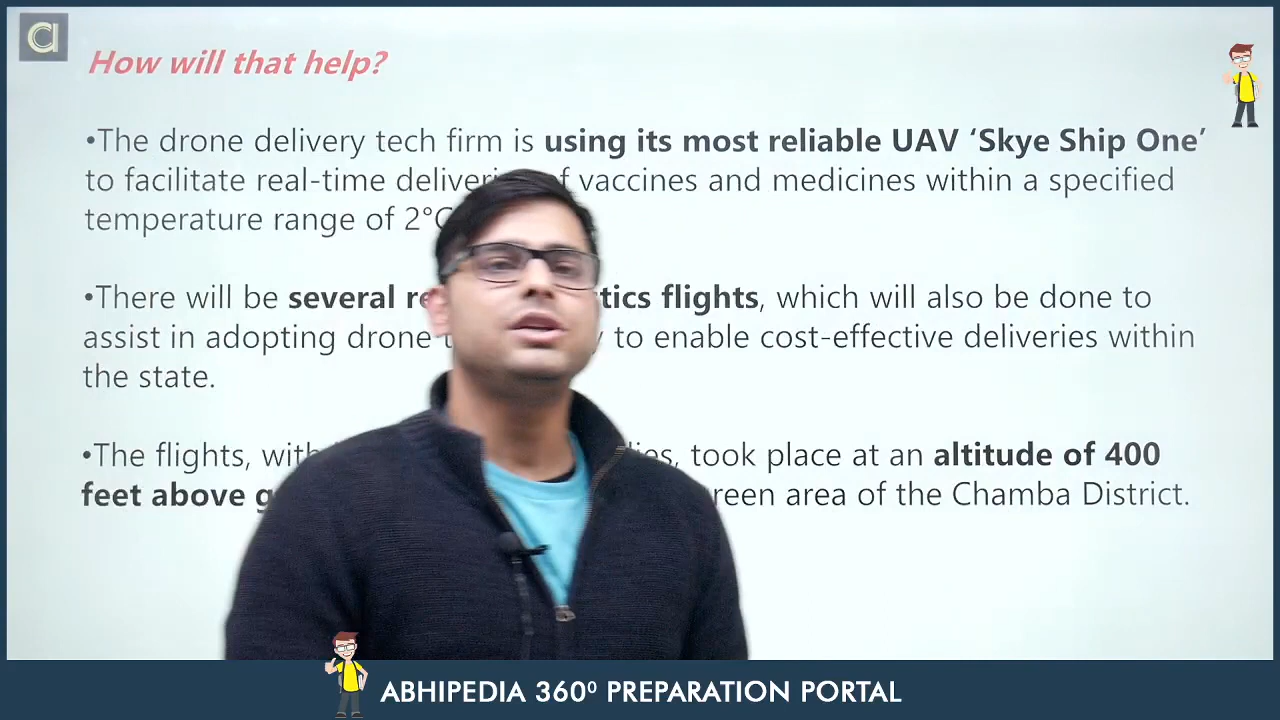 How will that help?
•The drone delivery tech firm is using its most reliable UAV ‘Skye Ship One’
to facilitate real-time deliveries of vaccines and medicines within a specified
temperature range of 2°C
•There will be several tics flights, which will also be done to
assist in adopting drone to enable cost-effective deliveries within
the state.
•The flights, with took place at an altitude of 400
feet above area of the Chamba District.
ABHIPEDIA 360⁰ PREPARATION PORTAL